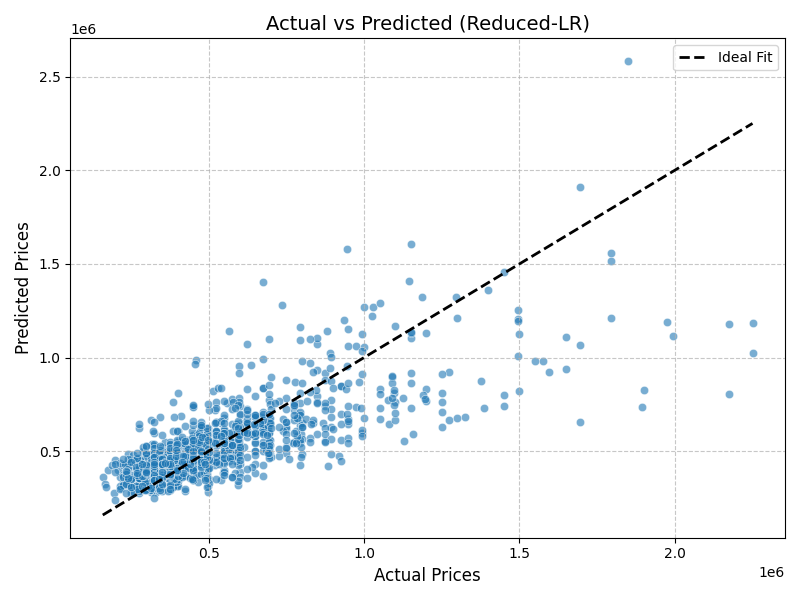 Actual vs Predicted (Reduced-LR)
1e6
Ideal Fit
2.5
2.0
1.5
1.0
0.5
Predicted Prices
0.5
1.0
1.5
2.0
1e6
Actual Prices